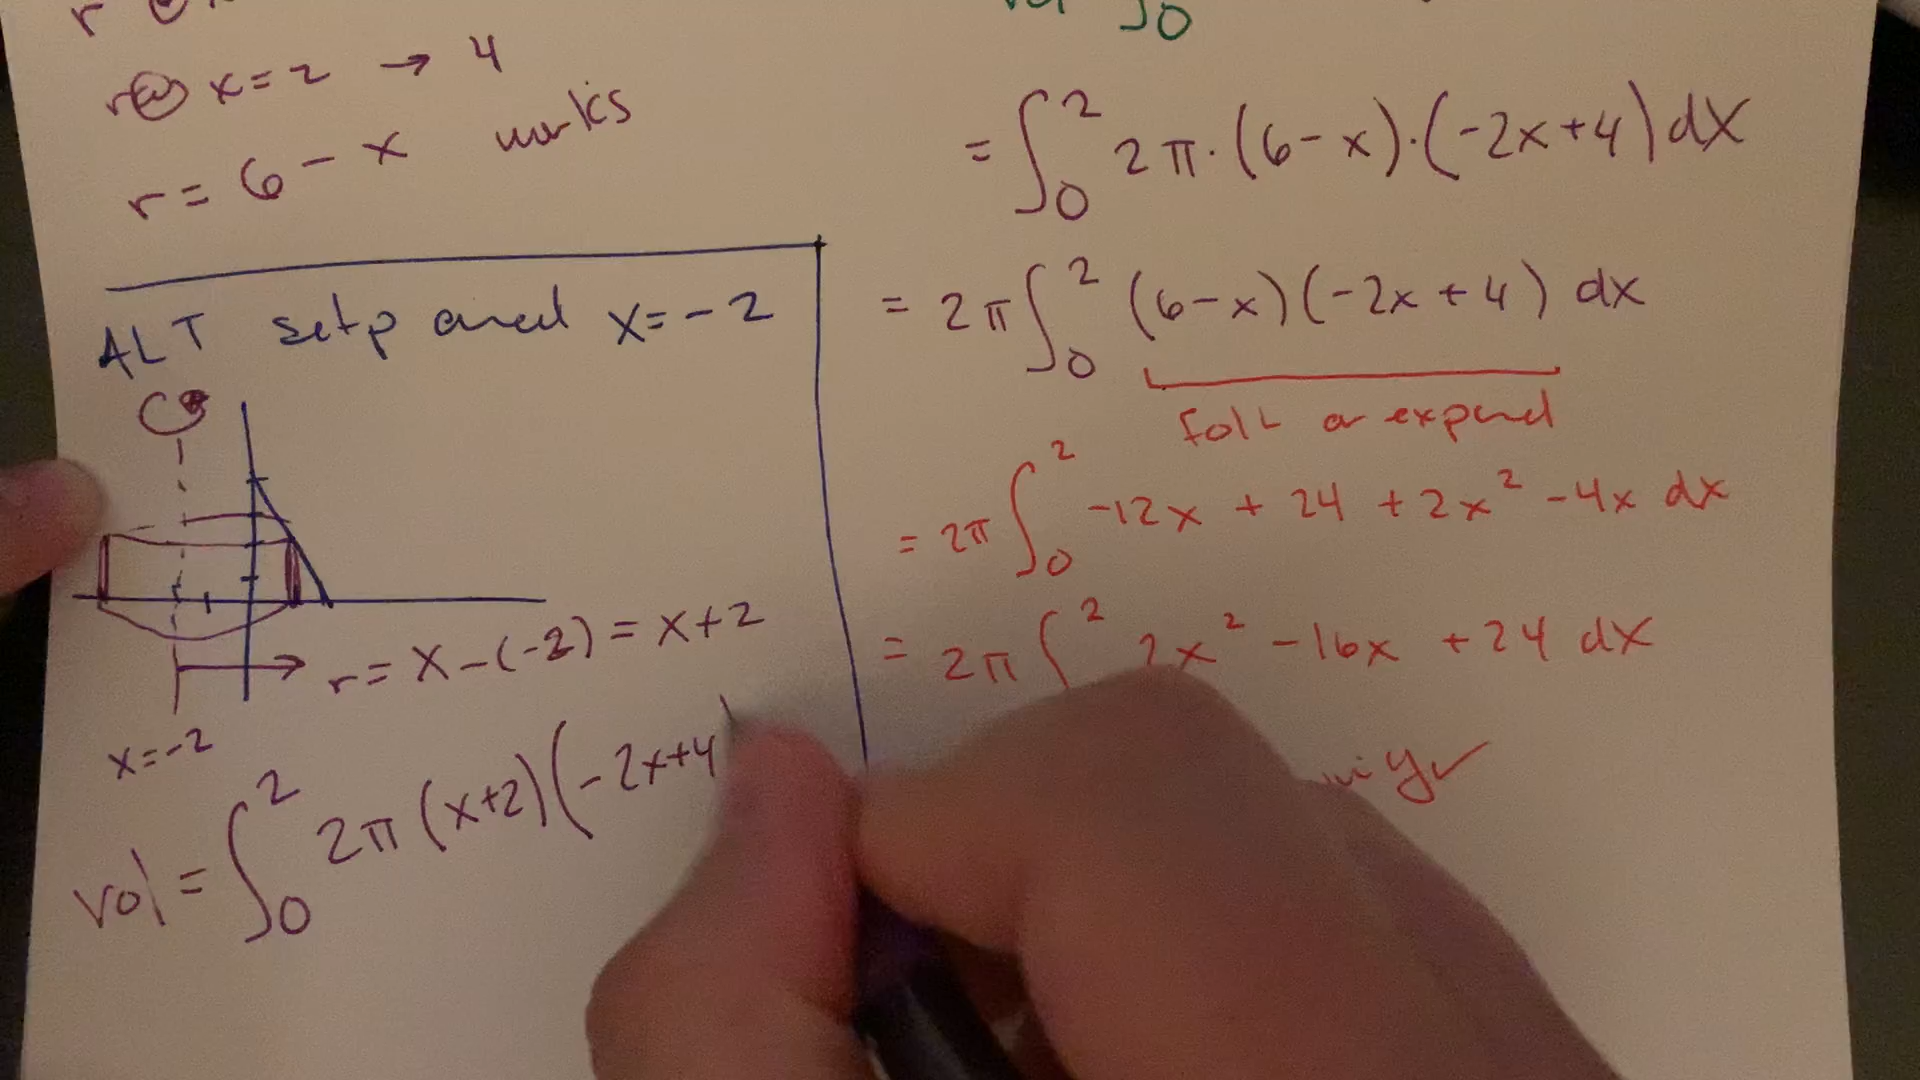 r@ x=2 → 4
r = 6 - x works
ALT setp around x=-2
r = x-(-2) = x+2
x=-2
vol = ∫₀² 2π(x+2)(-2x+4
= ∫₀² 2π·(6-x)·(-2x+4)dx
= 2π∫₀² (6-x)(-2x+4) dx
FOIL or expand
= 2π∫₀² -12x + 24 + 2x² - 4x dx
= 2π∫² 2x² - 16x + 24 dx